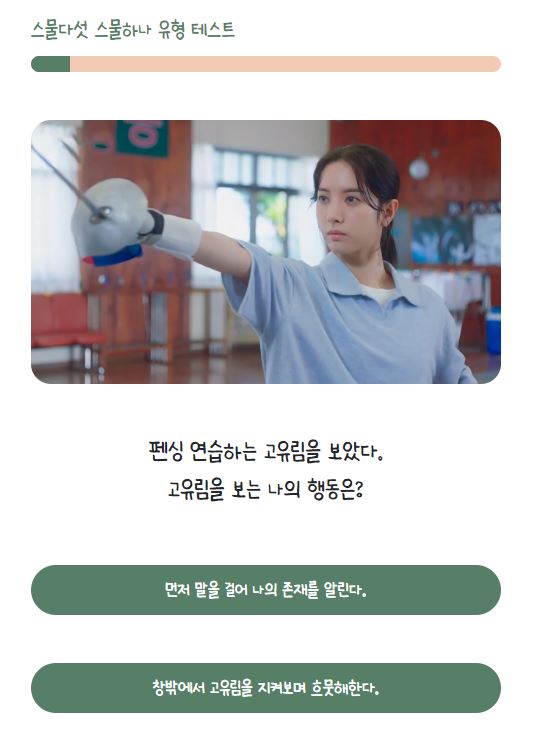 스물다섯 스물하나 유형 테스트
펜싱 연습하는 고유림을 보았다.
고유림을 보는 나의 행동은?
먼저 말을 걸어 나의 존재를 알린다.
창밖에서 고유림을 지켜보며 흐뭇해한다.